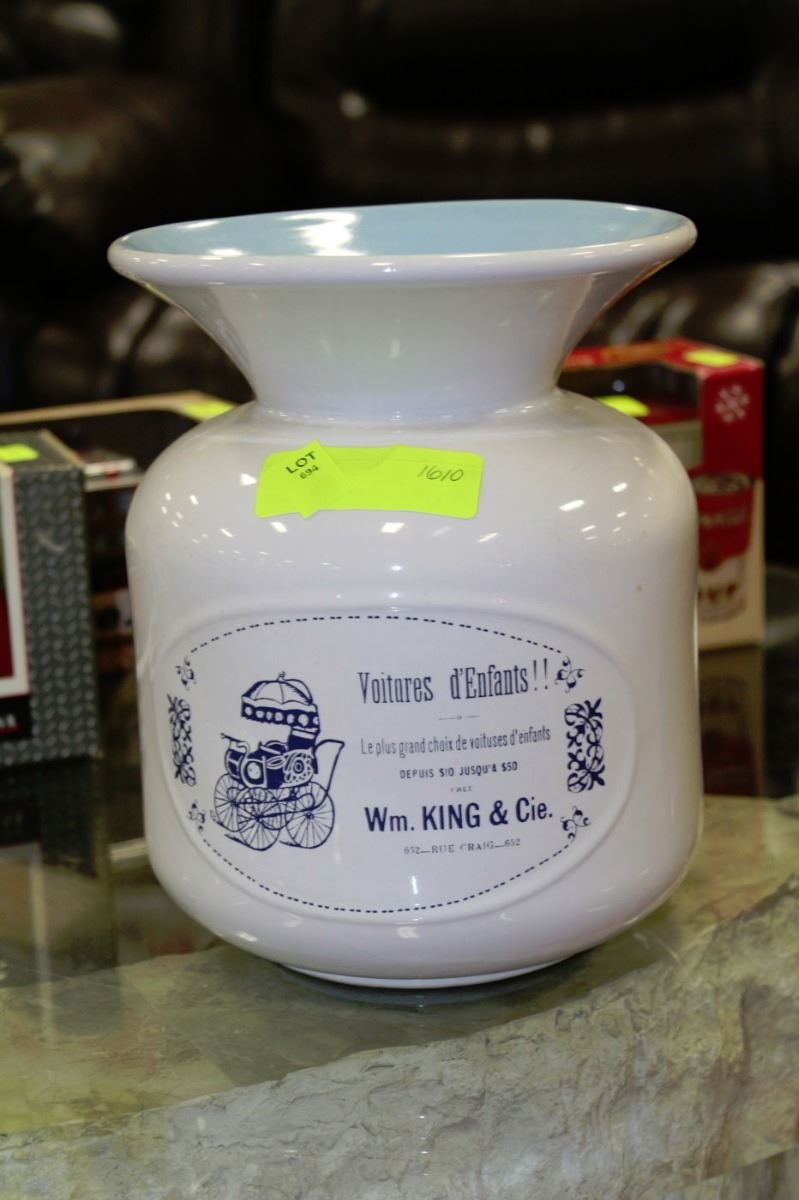 LOT
694
1610
Voitures d'Enfants!!
Le plus grand choix de voituses d'enfants
DEPUIS $10 JUSQU'A $50
CHEZ
Wm. KING & Cie.
652—RUE CRAIG—652